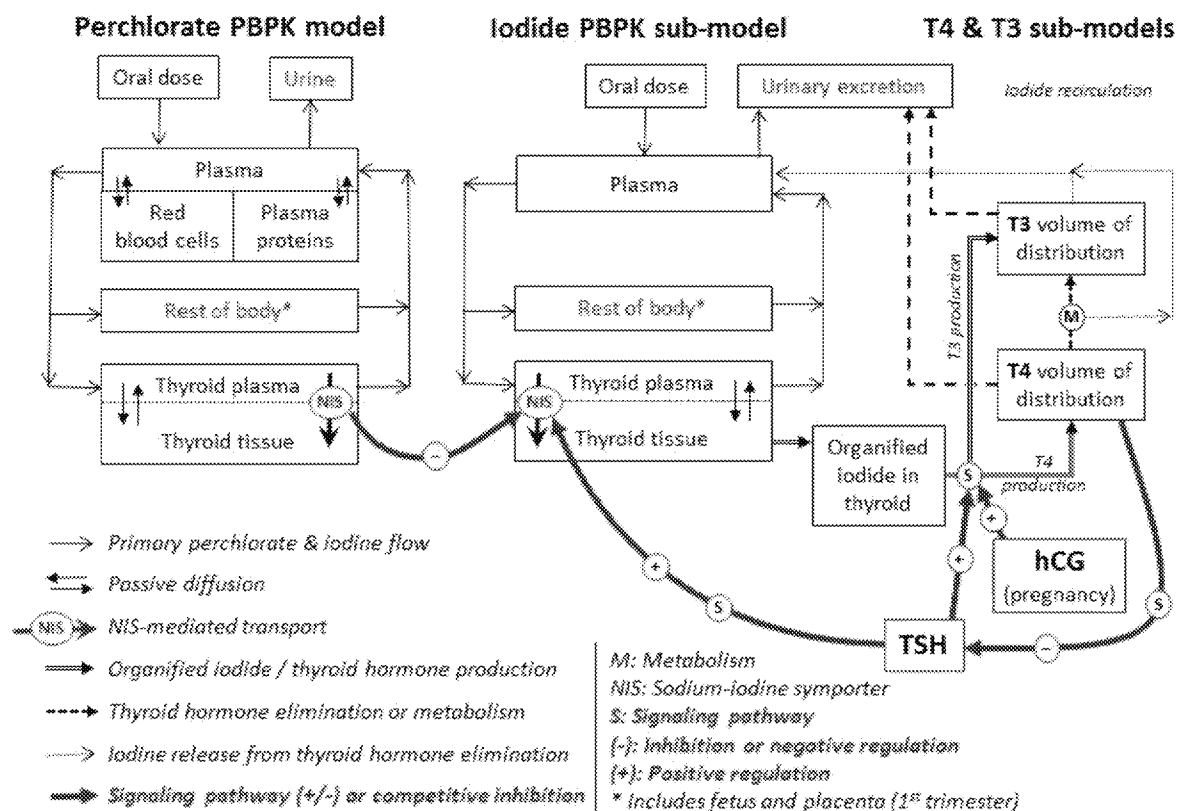 Perchlorate PBPK model
Iodide PBPK sub-model
T4 & T3 sub-models
Oral dose
Urine
Plasma
Red
blood cells
Plasma
proteins
Rest of body*
Thyroid plasma
NIS
Thyroid tissue
−
Oral dose
Urinary excretion
Plasma
Rest of body*
Thyroid plasma
NIS
Thyroid tissue
Iodide recirculation
T3 volume of
distribution
T3 production
M
T4 volume of
distribution
Organified
iodide in
thyroid
S
T4
production
+
+
hCG
(pregnancy)
+
S
S
TSH
−
Primary perchlorate & iodine flow
Passive diffusion
NIS
NIS-mediated transport
Organified iodide / thyroid hormone production
Thyroid hormone elimination or metabolism
Iodine release from thyroid hormone elimination
Signaling pathway (+/-) or competitive inhibition
M: Metabolism
NIS: Sodium-iodine symporter
S: Signaling pathway
(-): Inhibition or negative regulation
(+): Positive regulation
* includes fetus and placenta (1st trimester)